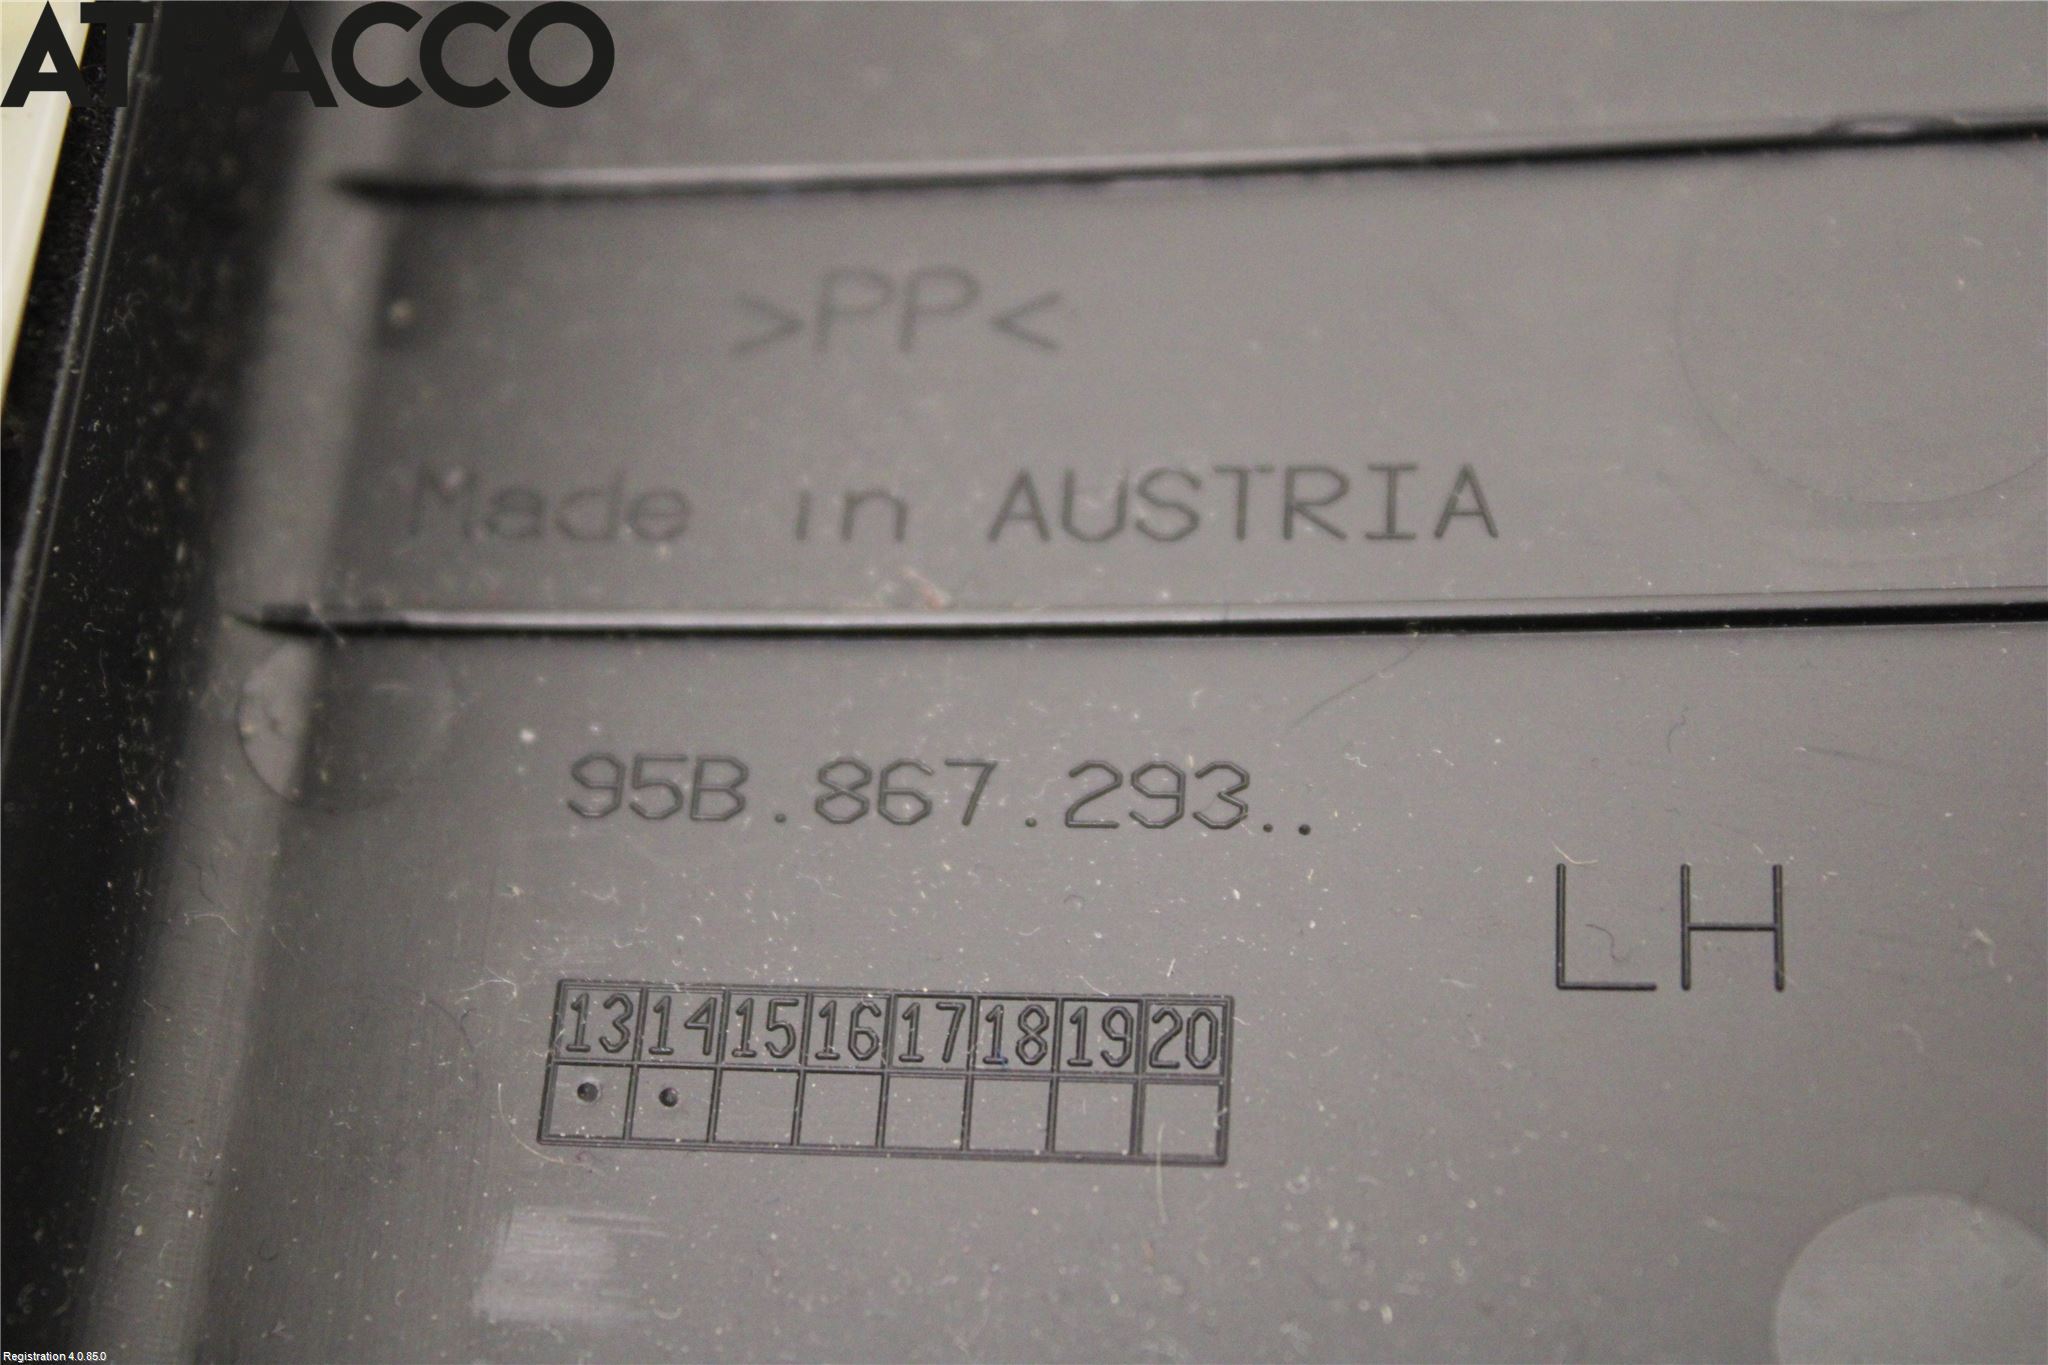 ATRACCO
>PP<
Made in AUSTRIA
95B.867.293..
LH
13 14 15 16 17 18 19 20
Registration 4.0.85.0